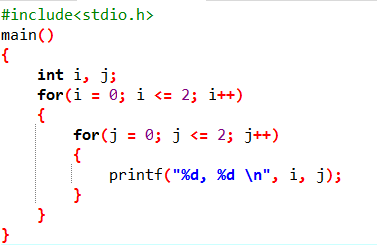 #include<stdio.h>
main()
{
    int i, j;
    for(i = 0; i <= 2; i++)
    {
        for(j = 0; j <= 2; j++)
        {
            printf("%d, %d \n", i, j);
        }
    }
}